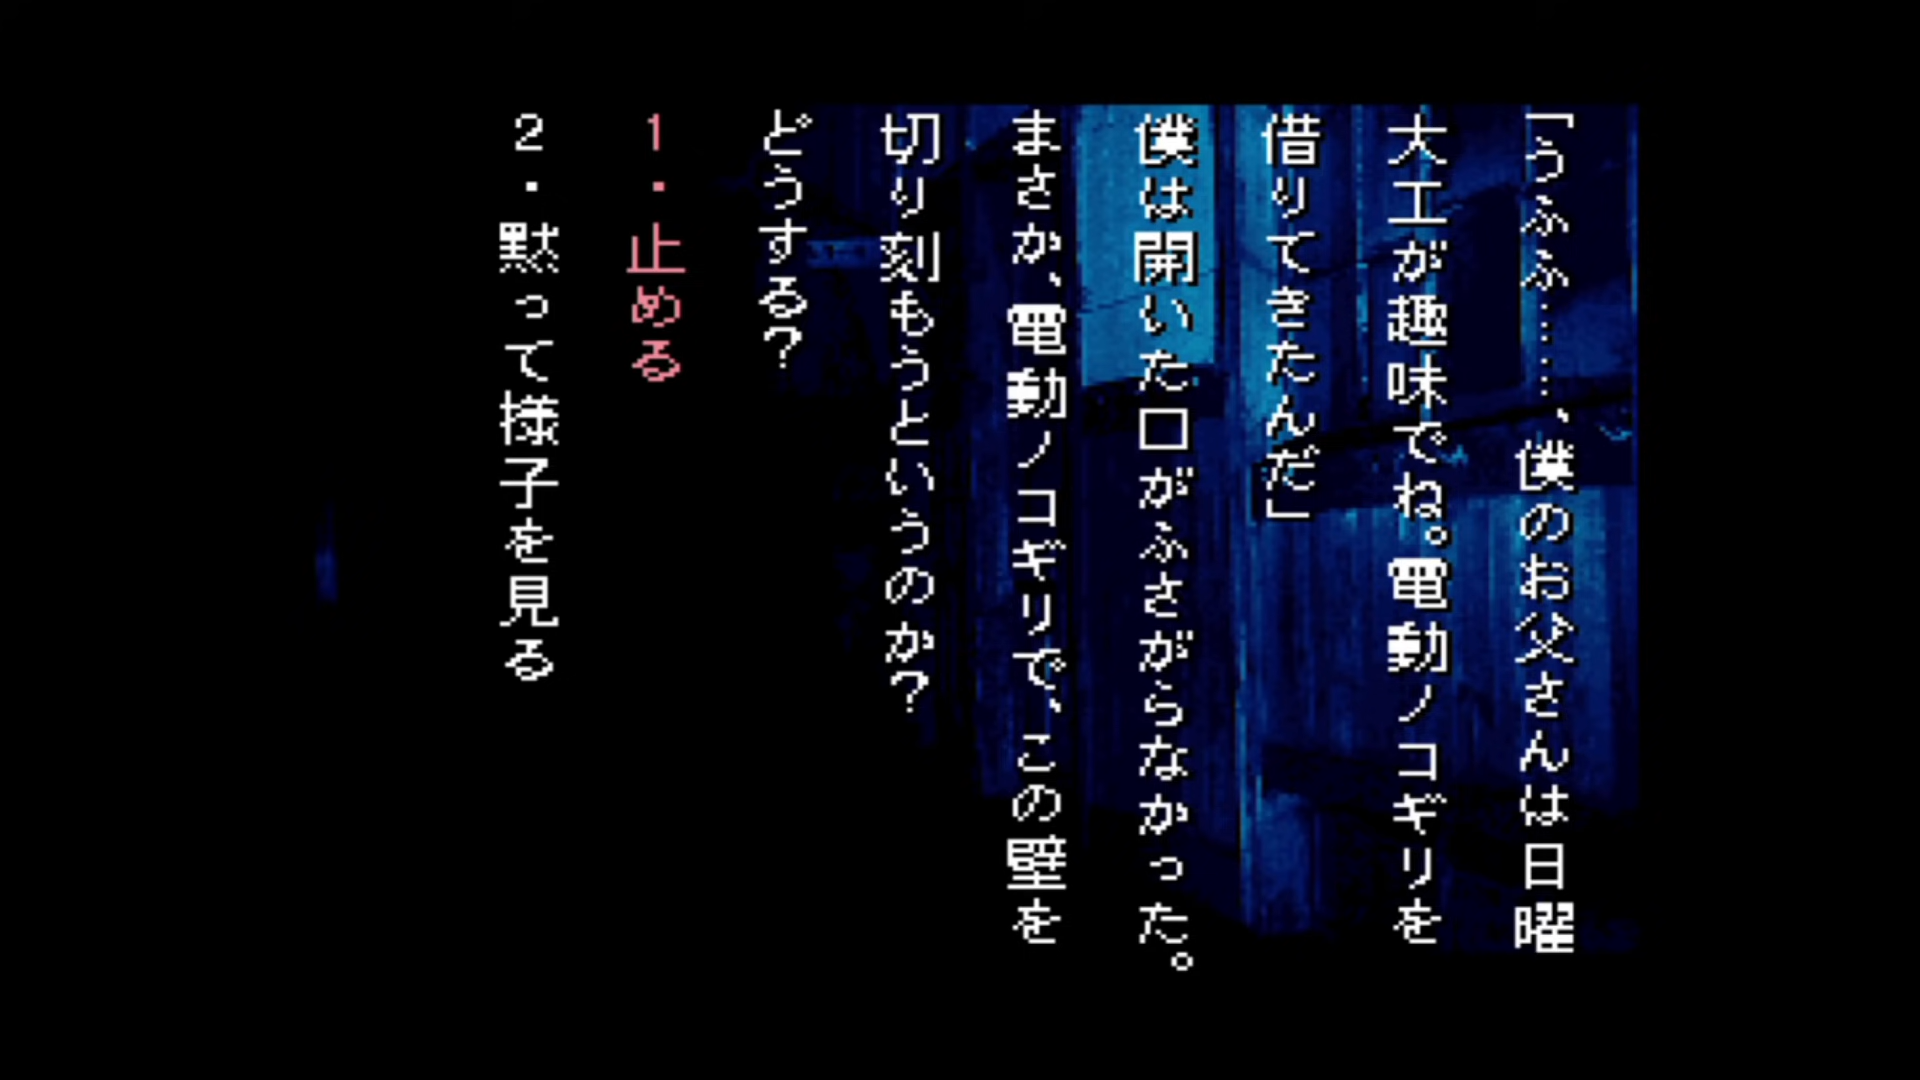 「うふふ……、僕のお父さんは日曜
大工が趣味でね。電動ノコギリを
借りてきたんだ」
僕は開いた口がふさがらなかった。
まさか、電動ノコギリで、この壁を
切り刻もうというのか?
どうする?
1・止める
2・黙って様子を見る